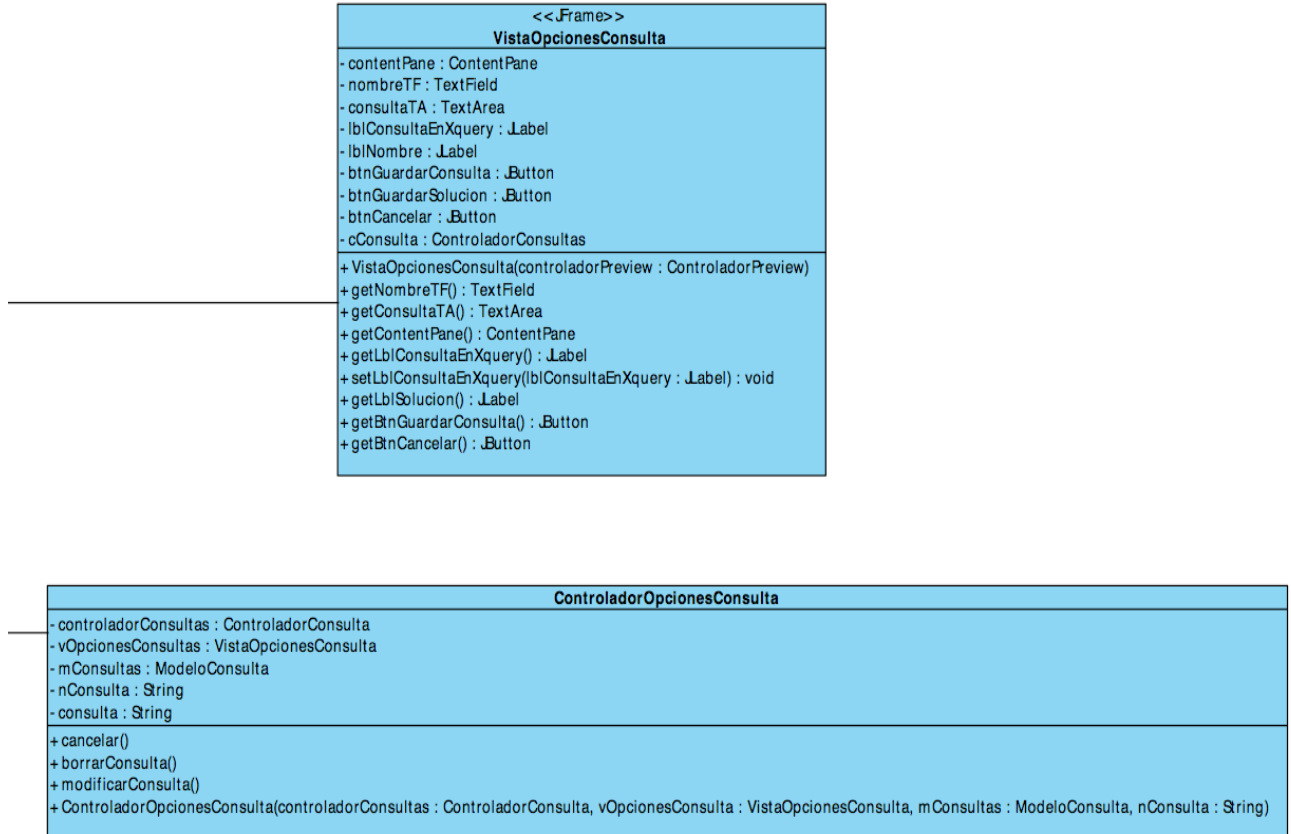 <<JFrame>>
VistaOpcionesConsulta
- contentPane : ContentPane
- nombreTF : TextField
- consultaTA : TextArea
- lblConsultaEnXquery : JLabel
- lblNombre : JLabel
- btnGuardarConsulta : JButton
- btnGuardarSolucion : JButton
- btnCancelar : JButton
- cConsulta : ControladorConsultas
+ VistaOpcionesConsulta(controladorPreview : ControladorPreview)
+ getNombreTF() : TextField
+ getConsultaTA() : TextArea
+ getContentPane() : ContentPane
+ getLblConsultaEnXquery() : JLabel
+ setLblConsultaEnXquery(lblConsultaEnXquery : JLabel) : void
+ getLblSolucion() : JLabel
+ getBtnGuardarConsulta() : JButton
+ getBtnCancelar() : JButton
ControladorOpcionesConsulta
- controladorConsultas : ControladorConsulta
- vOpcionesConsultas : VistaOpcionesConsulta
- mConsultas : ModeloConsulta
- nConsulta : String
- consulta : String
+ cancelar()
+ borrarConsulta()
+ modificarConsulta()
+ ControladorOpcionesConsulta(controladorConsultas : ControladorConsulta, vOpcionesConsulta : VistaOpcionesConsulta, mConsultas : ModeloConsulta, nConsulta : String)